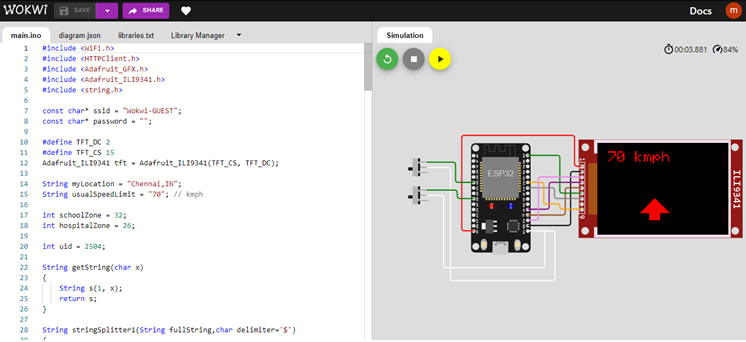 WOKWI
SAVE
SHARE
Docs
m
main.ino
diagram.json
libraries.txt
Library Manager
1 #include <WiFi.h>
2 #include <HTTPClient.h>
3 #include <Adafruit_GFX.h>
4 #include <Adafruit_ILI9341.h>
5 #include <string.h>
6
7 const char* ssid = "Wokwi-GUEST";
8 const char* password = "";
9
10 #define TFT_DC 2
11 #define TFT_CS 15
12 Adafruit_ILI9341 tft = Adafruit_ILI9341(TFT_CS, TFT_DC);
13
14 String myLocation = "Chennai,IN";
15 String usualSpeedLimit = "70"; // kmph
16
17 int schoolZone = 32;
18 int hospitalZone = 26;
19
20 int uid = 2504;
21
22 String getString(char x)
23 {
24 String s(1, x);
25 return s;
26 }
27
28 String stringSplitter1(String fullString,char delimiter='$')
Simulation
00:03.881
84%
ESP32
70 kmph
ILI9341